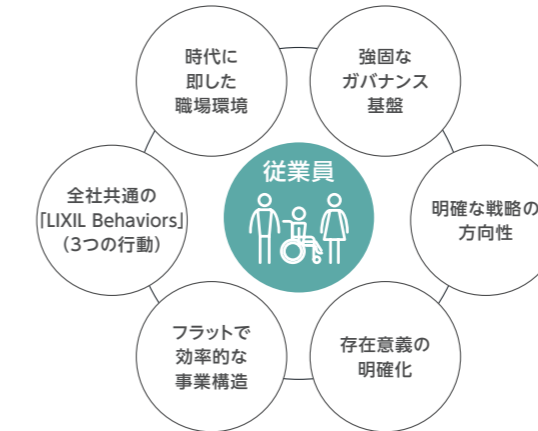 時代に
即した
職場環境
強固な
ガバナンス
基盤
従業員
全社共通の
「LIXIL Behaviors」
（3つの行動）
明確な戦略の
方向性
フラットで
効率的な
事業構造
存在意義の
明確化